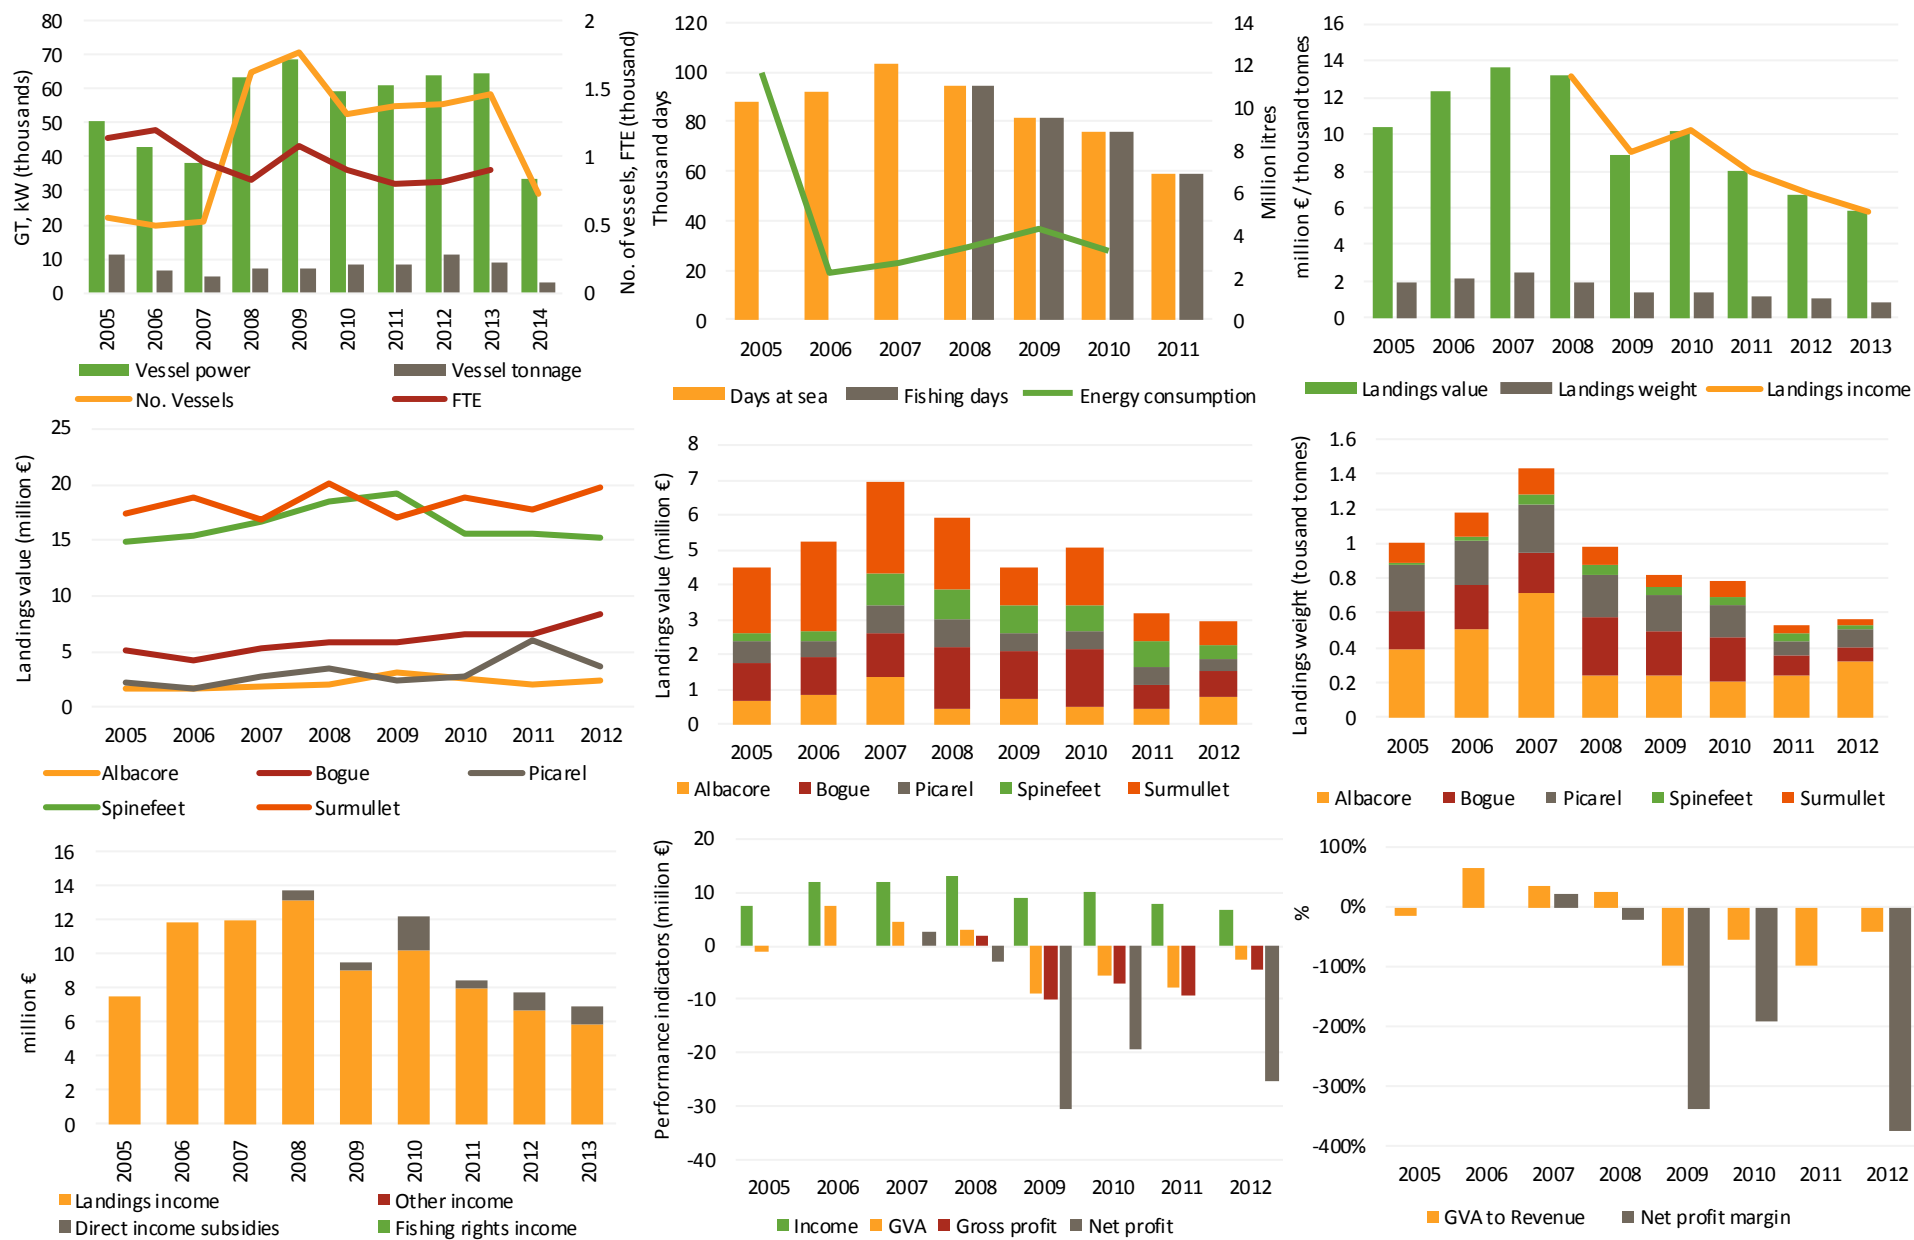 GT, kW (thousands)
80
70
60
50
40
30
20
10
0
2
1.5
1
0.5
0
No. of vessels, FTE (thousand)
2005 2006 2007 2008 2009 2010 2011 2012 2013 2014
Vessel power Vessel tonnage
No. Vessels FTE
Thousand days
120
100
80
60
40
20
0
14
12
10
8
6
4
2
0
Million litres
2005 2006 2007 2008 2009 2010 2011
Days at sea Fishing days Energy consumption
million €/ thousand tonnes
16
14
12
10
8
6
4
2
0
2005 2006 2007 2008 2009 2010 2011 2012 2013
Landings value Landings weight Landings income
Landings value (million €)
25
20
15
10
5
0
2005 2006 2007 2008 2009 2010 2011 2012
Albacore Bogue Picarel
Spinefeet Surmullet
Landings value (million €)
8
7
6
5
4
3
2
1
0
2005 2006 2007 2008 2009 2010 2011 2012
Albacore Bogue Picarel Spinefeet Surmullet
Landings weight (tousand tonnes)
1.6
1.4
1.2
1
0.8
0.6
0.4
0.2
0
2005 2006 2007 2008 2009 2010 2011 2012
Albacore Bogue Picarel Spinefeet Surmullet
million €
16
14
12
10
8
6
4
2
0
2005 2006 2007 2008 2009 2010 2011 2012 2013
Landings income Other income
Direct income subsidies Fishing rights income
Performance indicators (million €)
20
10
0
-10
-20
-30
-40
2005 2006 2007 2008 2009 2010 2011 2012
Income GVA Gross profit Net profit
%
100%
0%
-100%
-200%
-300%
-400%
2005 2006 2007 2008 2009 2010 2011 2012
GVA to Revenue Net profit margin